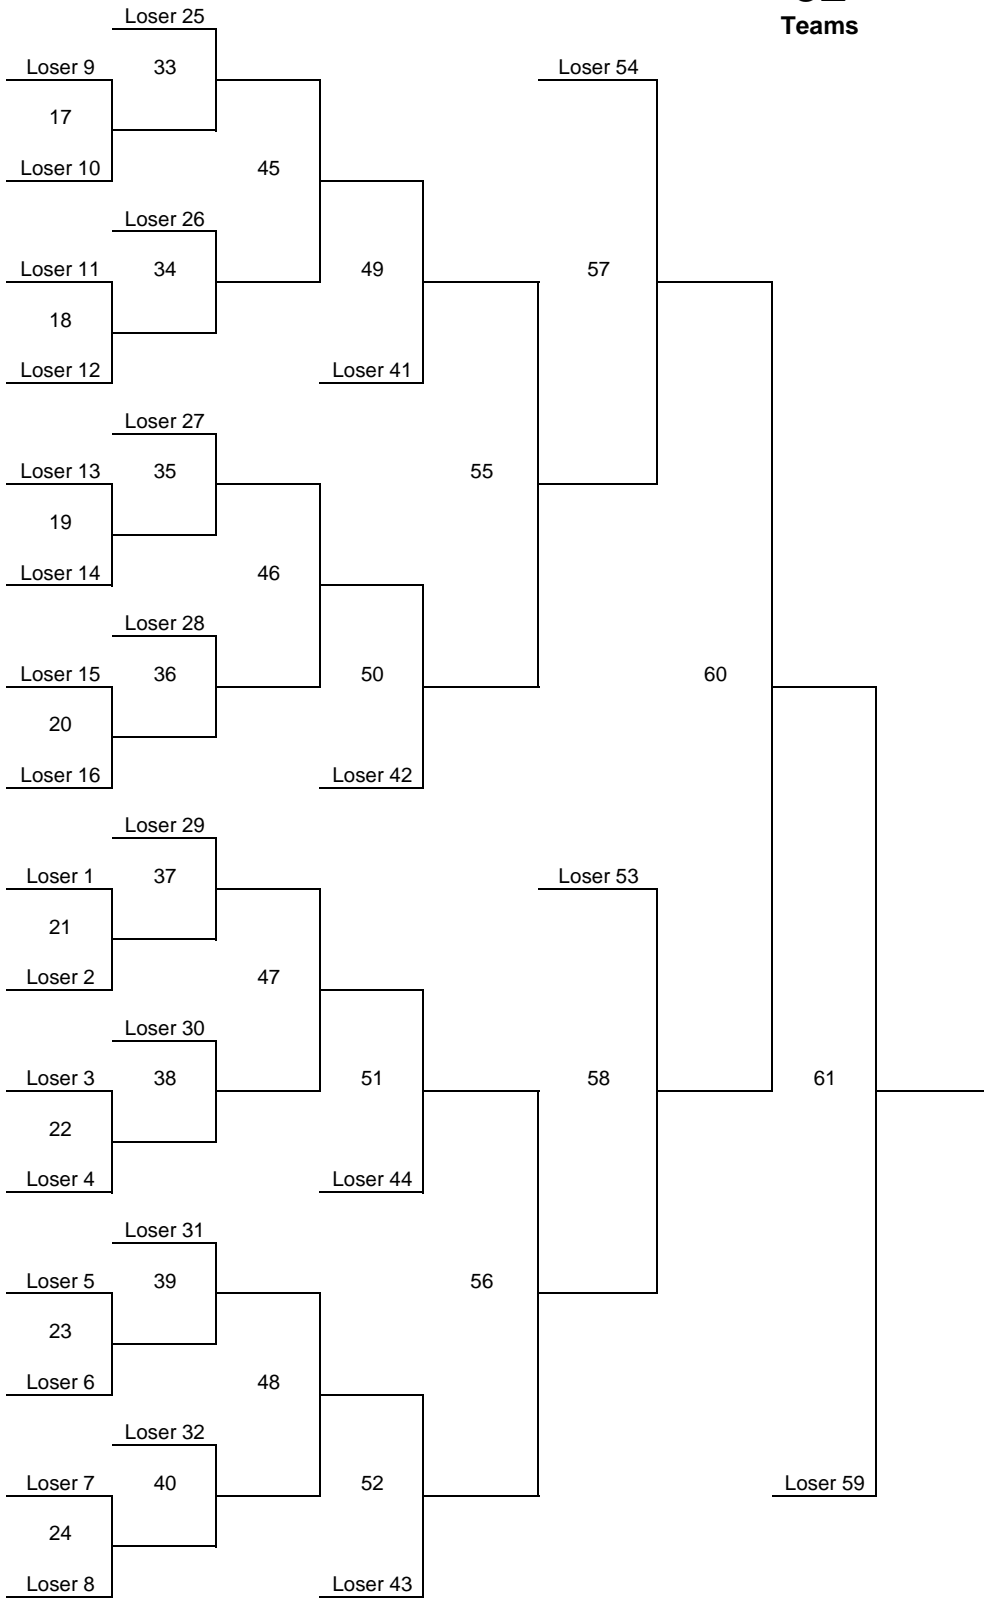 Teams
Loser 25
Loser 9
33
Loser 54
17
Loser 10
45
Loser 26
Loser 11
34
49
57
18
Loser 12
Loser 41
Loser 27
Loser 13
35
55
19
Loser 14
46
Loser 28
Loser 15
36
50
60
20
Loser 16
Loser 42
Loser 29
Loser 1
37
Loser 53
21
Loser 2
47
Loser 30
Loser 3
38
51
58
61
22
Loser 4
Loser 44
Loser 31
Loser 5
39
56
23
Loser 6
48
Loser 32
Loser 7
40
52
Loser 59
24
Loser 8
Loser 43